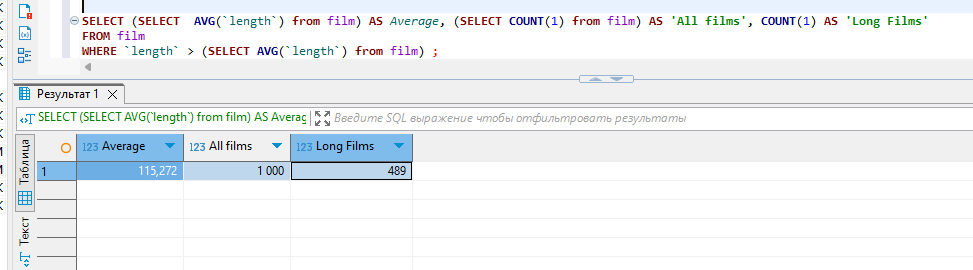 SELECT (SELECT  AVG(`length`) from film) AS Average, (SELECT COUNT(1) from film) AS 'All films', COUNT(1) AS 'Long Films'
FROM film
WHERE `length` > (SELECT AVG(`length`) from film) ;
Результат 1
SELECT (SELECT AVG(`length`) from film) AS Averag
Введите SQL выражение чтобы отфильтровать результаты
Таблица
Текст
123 Average
123 All films
123 Long Films
1
115,272
1 000
489